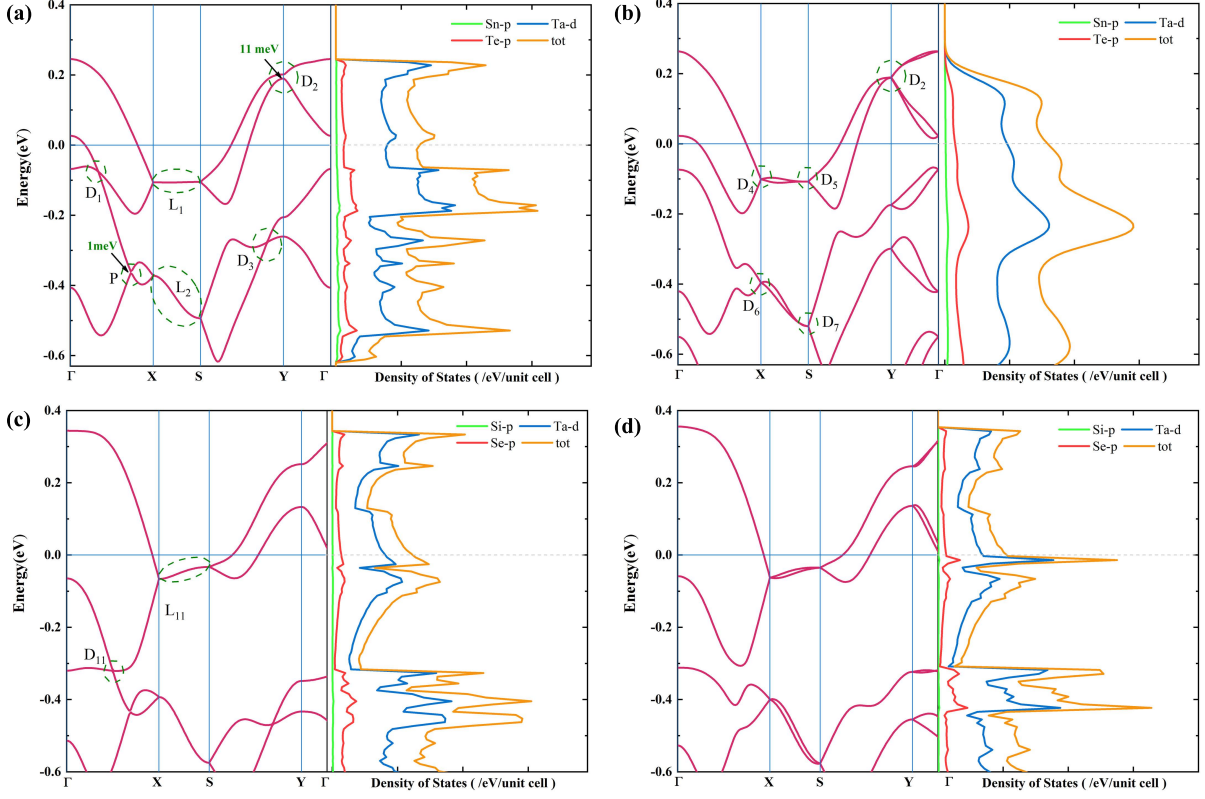 (a)
Energy(eV)
0.2
0.0
-0.2
-0.4
-0.6
11 meV
D2
D1
L1
1meV
P
L2
D3
Γ X S Y Γ
Sn-p Ta-d
Te-p tot
Density of States ( /eV/unit cell )
(b)
Energy(eV)
0.4
0.2
0.0
-0.2
-0.4
-0.6
D2
D4 D5
D6 D7
Γ X S Y Γ
Sn-p Ta-d
Te-p tot
Density of States ( /eV/unit cell )
(c)
Energy(eV)
0.4
0.2
0.0
-0.2
-0.4
-0.6
L11
D11
Γ X S Y Γ
Si-p Ta-d
Se-p tot
Density of States ( /eV/unit cell )
(d)
Energy(eV)
0.4
0.2
0.0
-0.2
-0.4
-0.6
Γ X S Y Γ
Si-p Ta-d
Se-p tot
Density of States ( /eV/unit cell )